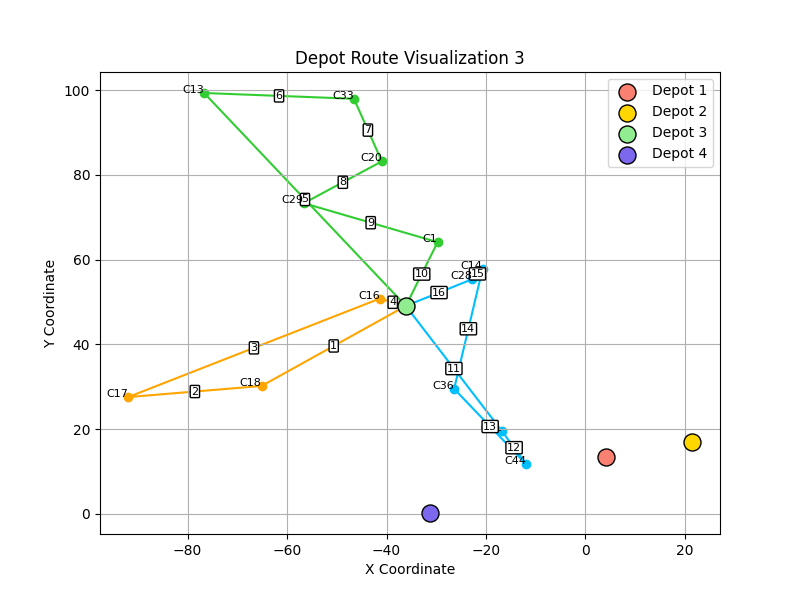 Depot Route Visualization 3
Depot 1
Depot 2
Depot 3
Depot 4
Y Coordinate
100
80
60
40
20
0
C13
6
C33
7
C20
8
C29
5
9
C1
10
C14
15
C28
16
C16
4
14
3
1
11
C17
2
C18
C36
13
12
C44
−80
−60
−40
−20
0
20
X Coordinate